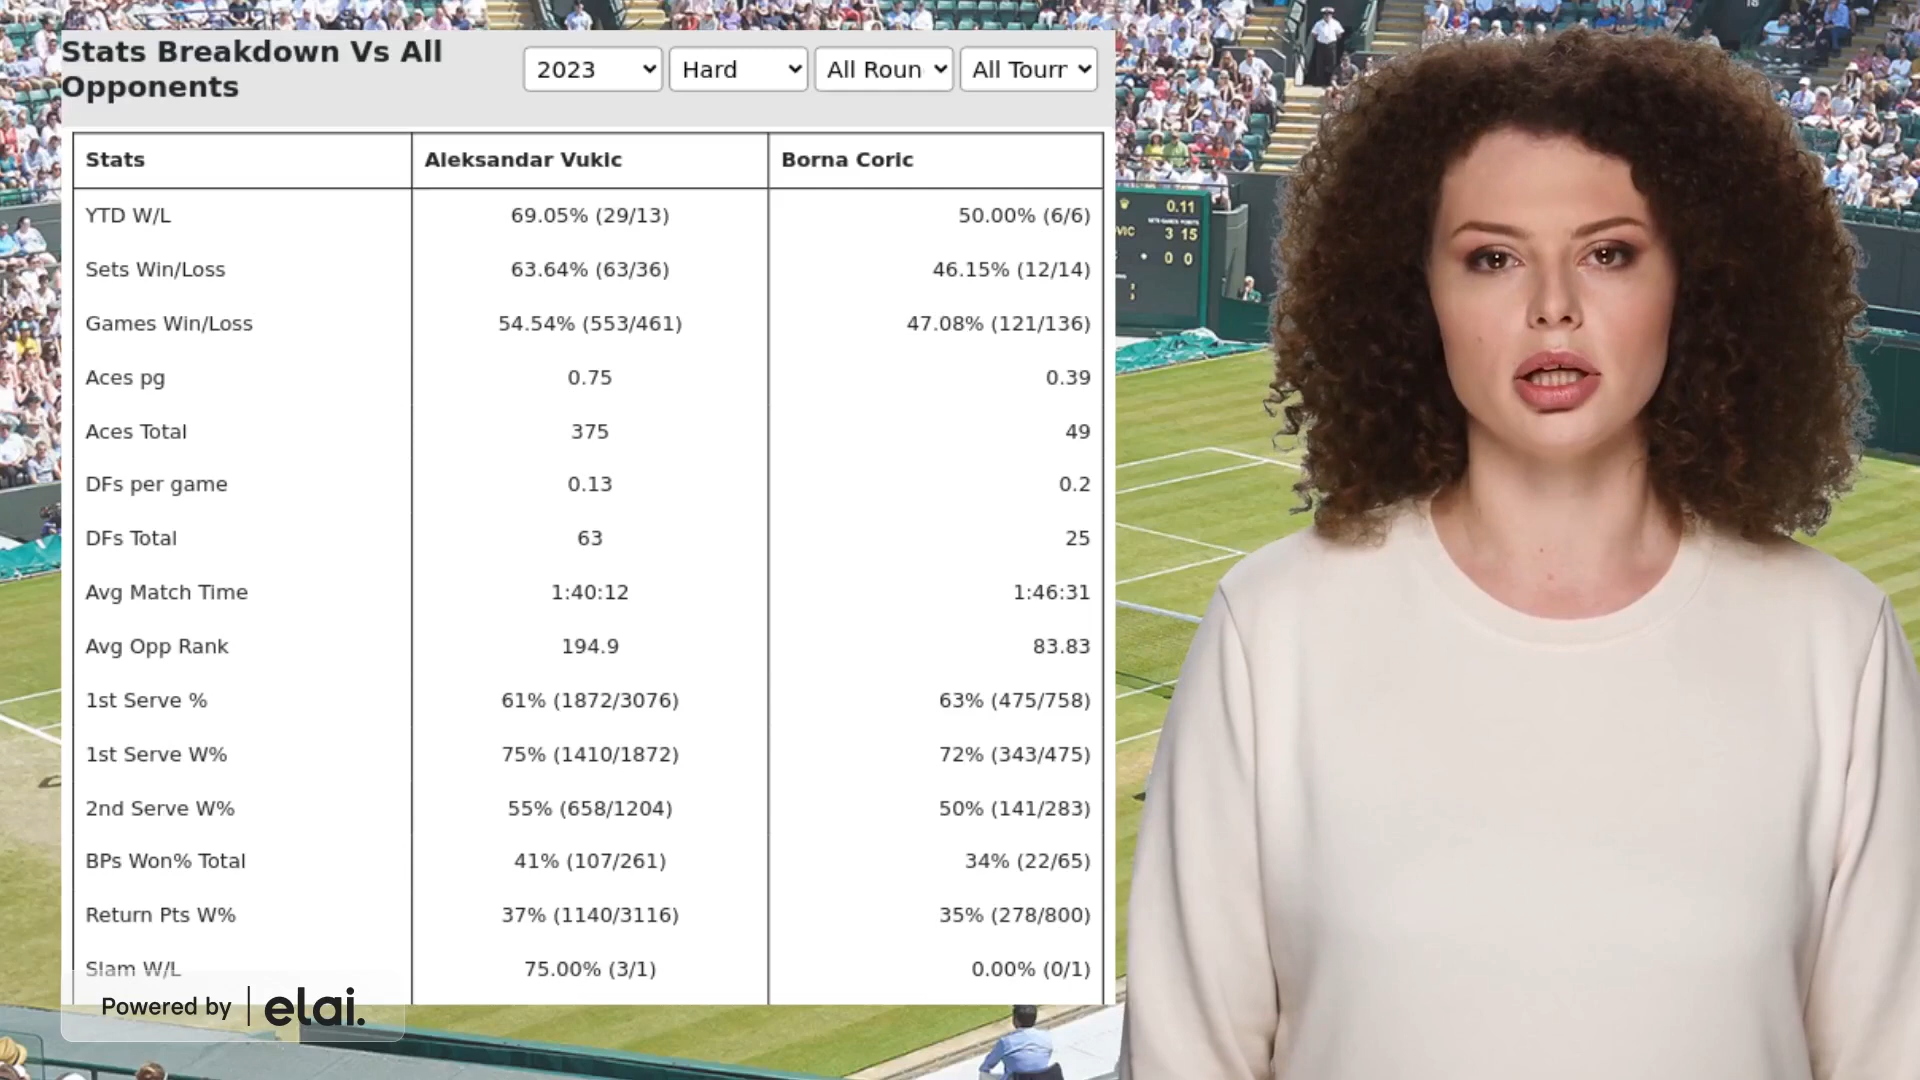 Stats Breakdown Vs All
Opponents
2023 Hard All Roun All Tourr
Stats Aleksandar Vukic Borna Coric
YTD W/L 69.05% (29/13) 50.00% (6/6)
Sets Win/Loss 63.64% (63/36) 46.15% (12/14)
Games Win/Loss 54.54% (553/461) 47.08% (121/136)
Aces pg 0.75 0.39
Aces Total 375 49
DFs per game 0.13 0.2
DFs Total 63 25
Avg Match Time 1:40:12 1:46:31
Avg Opp Rank 194.9 83.83
1st Serve % 61% (1872/3076) 63% (475/758)
1st Serve W% 75% (1410/1872) 72% (343/475)
2nd Serve W% 55% (658/1204) 50% (141/283)
BPs Won% Total 41% (107/261) 34% (22/65)
Return Pts W% 37% (1140/3116) 35% (278/800)
Slam W/L 75.00% (3/1) 0.00% (0/1)
Powered by elai.
0.11
VIC 3 15
0 0
18